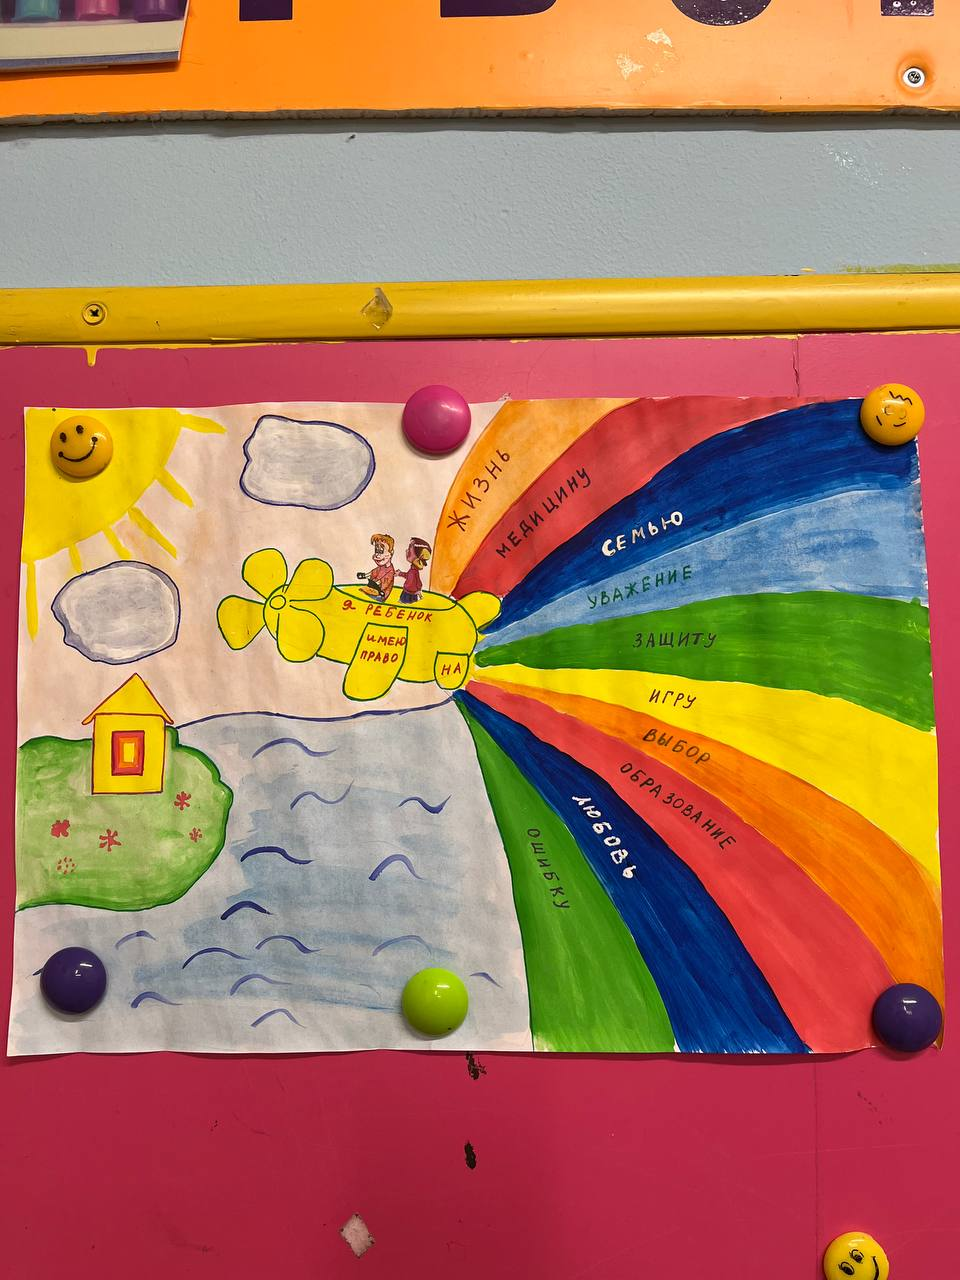 Я РЕБЕНОК
ИМЕЮ
ПРАВО
НА
ЖИЗНЬ
МЕДИЦИНУ
СЕМЬЮ
УВАЖЕНИЕ
ЗАЩИТУ
ИГРУ
ВЫБОР
ОБРАЗОВАНИЕ
ЛЮБОВЬ
ОШИБКУ